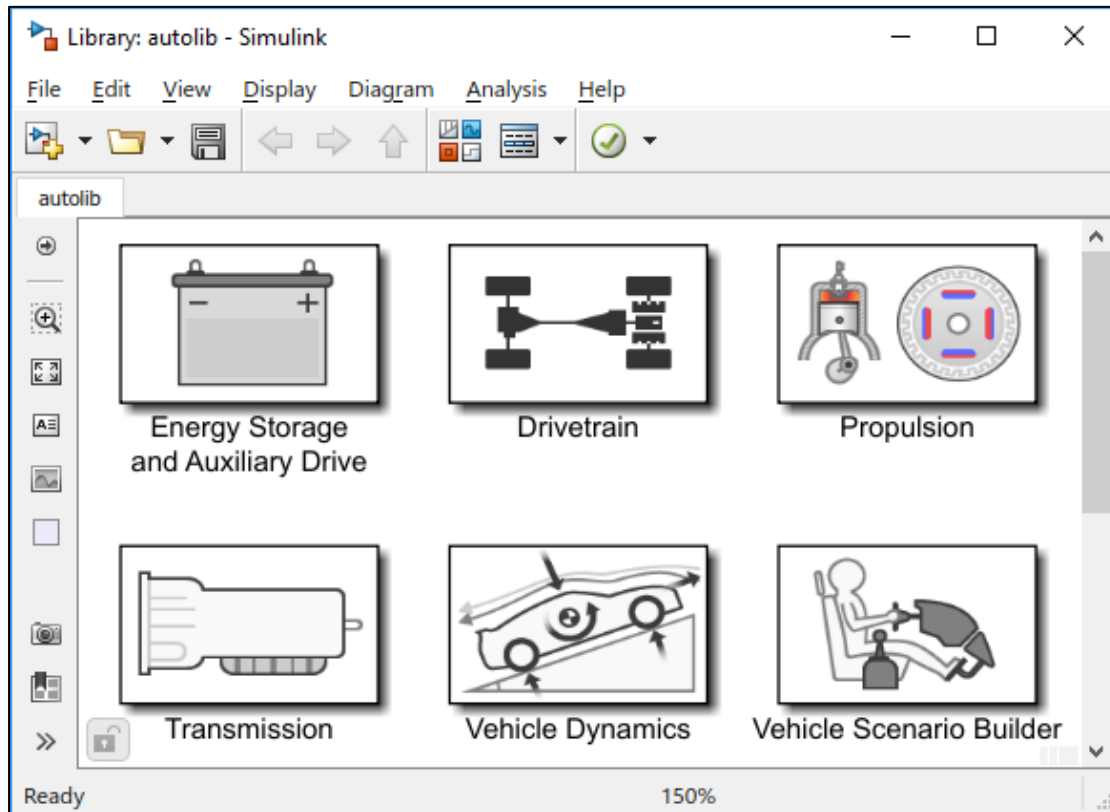 Library: autolib - Simulink
File Edit View Display Diagram Analysis Help
autolib
Energy Storage
and Auxiliary Drive
Drivetrain
Propulsion
Transmission
Vehicle Dynamics
Vehicle Scenario Builder
Ready
150%